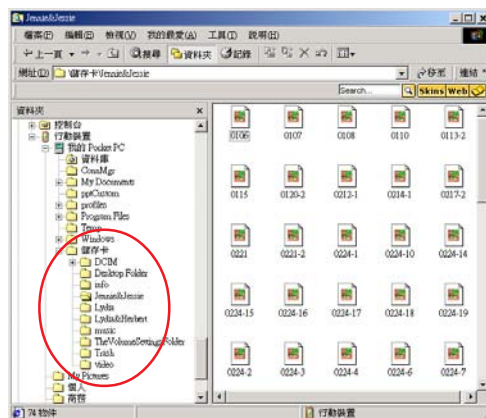 Jennie&Jessie
檔案(F) 編輯(E) 檢視(V) 我的最愛(A) 工具(T) 說明(H)
上一頁 搜尋 資料夾 記錄
網址(D) \儲存卡\Jennie&Jessie 移至 連結
Search... Skins Web
資料夾
控制台
行動裝置
我的 Pocket PC
資料庫
ConnMgr
My Documents
pptCustom
profiles
Program Files
Temp
Windows
儲存卡
DCIM
Desktop Folder
info
Jennie&Jessie
Lydia
Lydia&Herbert
music
TheVolumeSettingsFolder
Trash
video
My Pictures
個人
商務
0106 0107 0108 0110 0113-2
0115 0120-2 0212-1 0214-1 0217-2
0221 0221-2 0224-1 0224-10 0224-14
0224-15 0224-16 0224-17 0224-18 0224-19
0224-2 0224-3 0224-4 0224-6 0224-7
74 物件 行動裝置